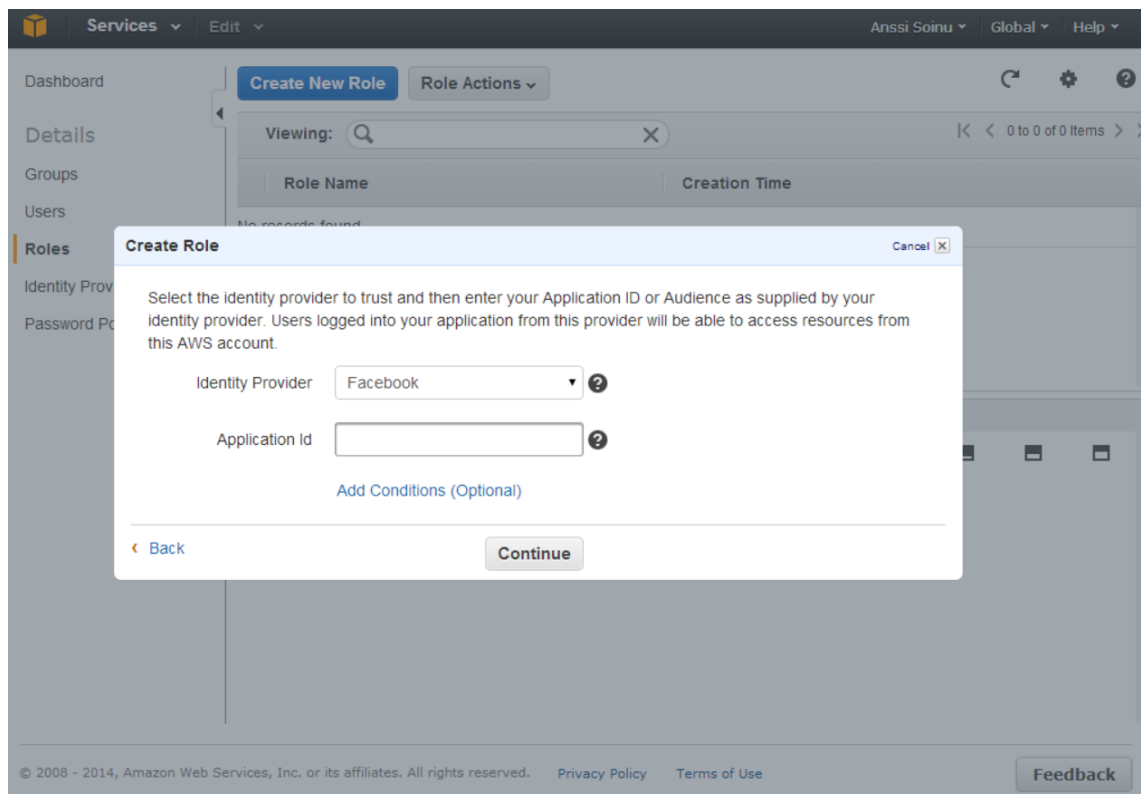 Services Edit Anssi Soinu Global Help
Dashboard
Create New Role Role Actions
Details
Viewing:
0 to 0 of 0 Items
Groups
Role Name Creation Time
Users
No records found
Roles
Create Role
Cancel
Identity Prov
Select the identity provider to trust and then enter your Application ID or Audience as supplied by your
identity provider. Users logged into your application from this provider will be able to access resources from
this AWS account.
Password Po
Identity Provider Facebook
Application Id
Add Conditions (Optional)
Back
Continue
© 2008 - 2014, Amazon Web Services, Inc. or its affiliates. All rights reserved. Privacy Policy Terms of Use
Feedback